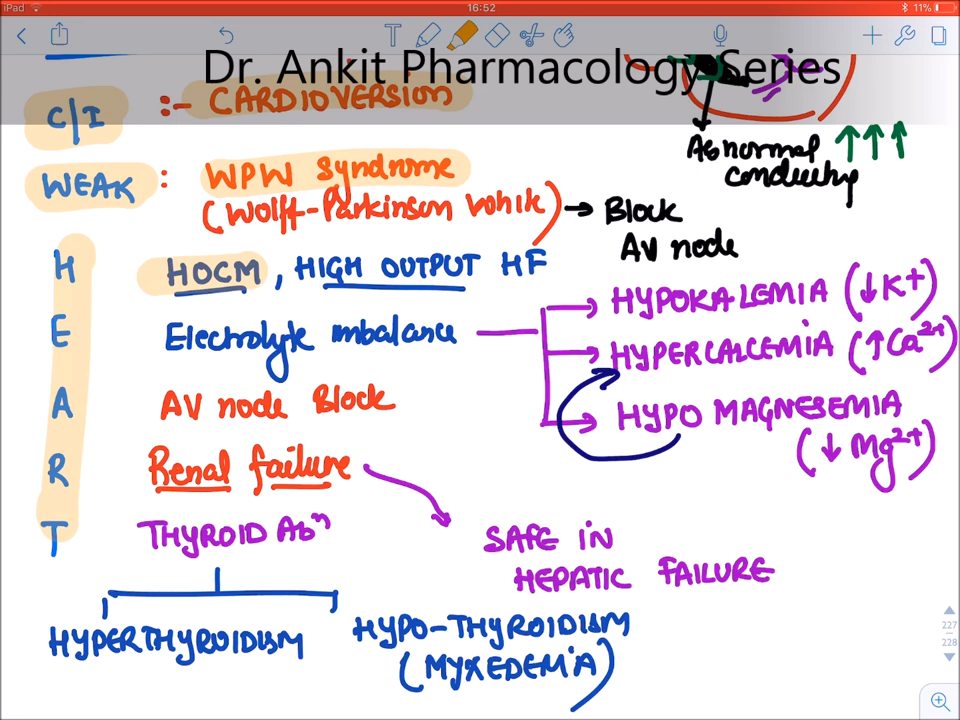 iPad
16:52
11%
T
Dr. Ankit Pharmacology Series
C/I :- CARDIOVERSION
Abnormal ↑↑↑
conducting
WEAK : WPW syndrome
(Wolff-Parkinson White) → Block
AV node
H HOCM, HIGH OUTPUT HF
E Electrolyte imbalance
HYPOKALEMIA (↓K+)
HYPERCALCEMIA (↑Ca2+)
HYPO MAGNESEMIA
(↓ Mg2+)
A AV node Block
R Renal failure
SAFE IN
HEPATIC FAILURE
T THYROID Abn
HYPERTHYROIDISM
HYPO-THYROIDISM
(MYXEDEMIA)
227
228